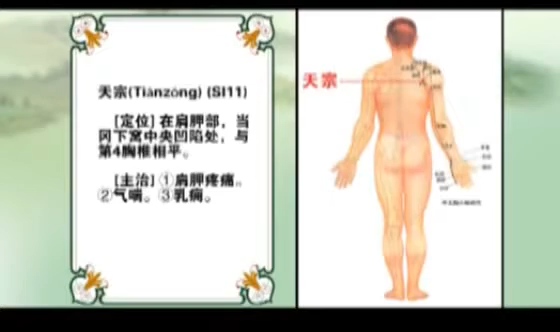 天宗(Tiānzóng) (SI11)
[定位] 在肩胛部，当
冈下窝中央凹陷处，与
第4胸椎相平。
[主治] ①肩胛疼痛。
②气喘。③乳痈。
天宗